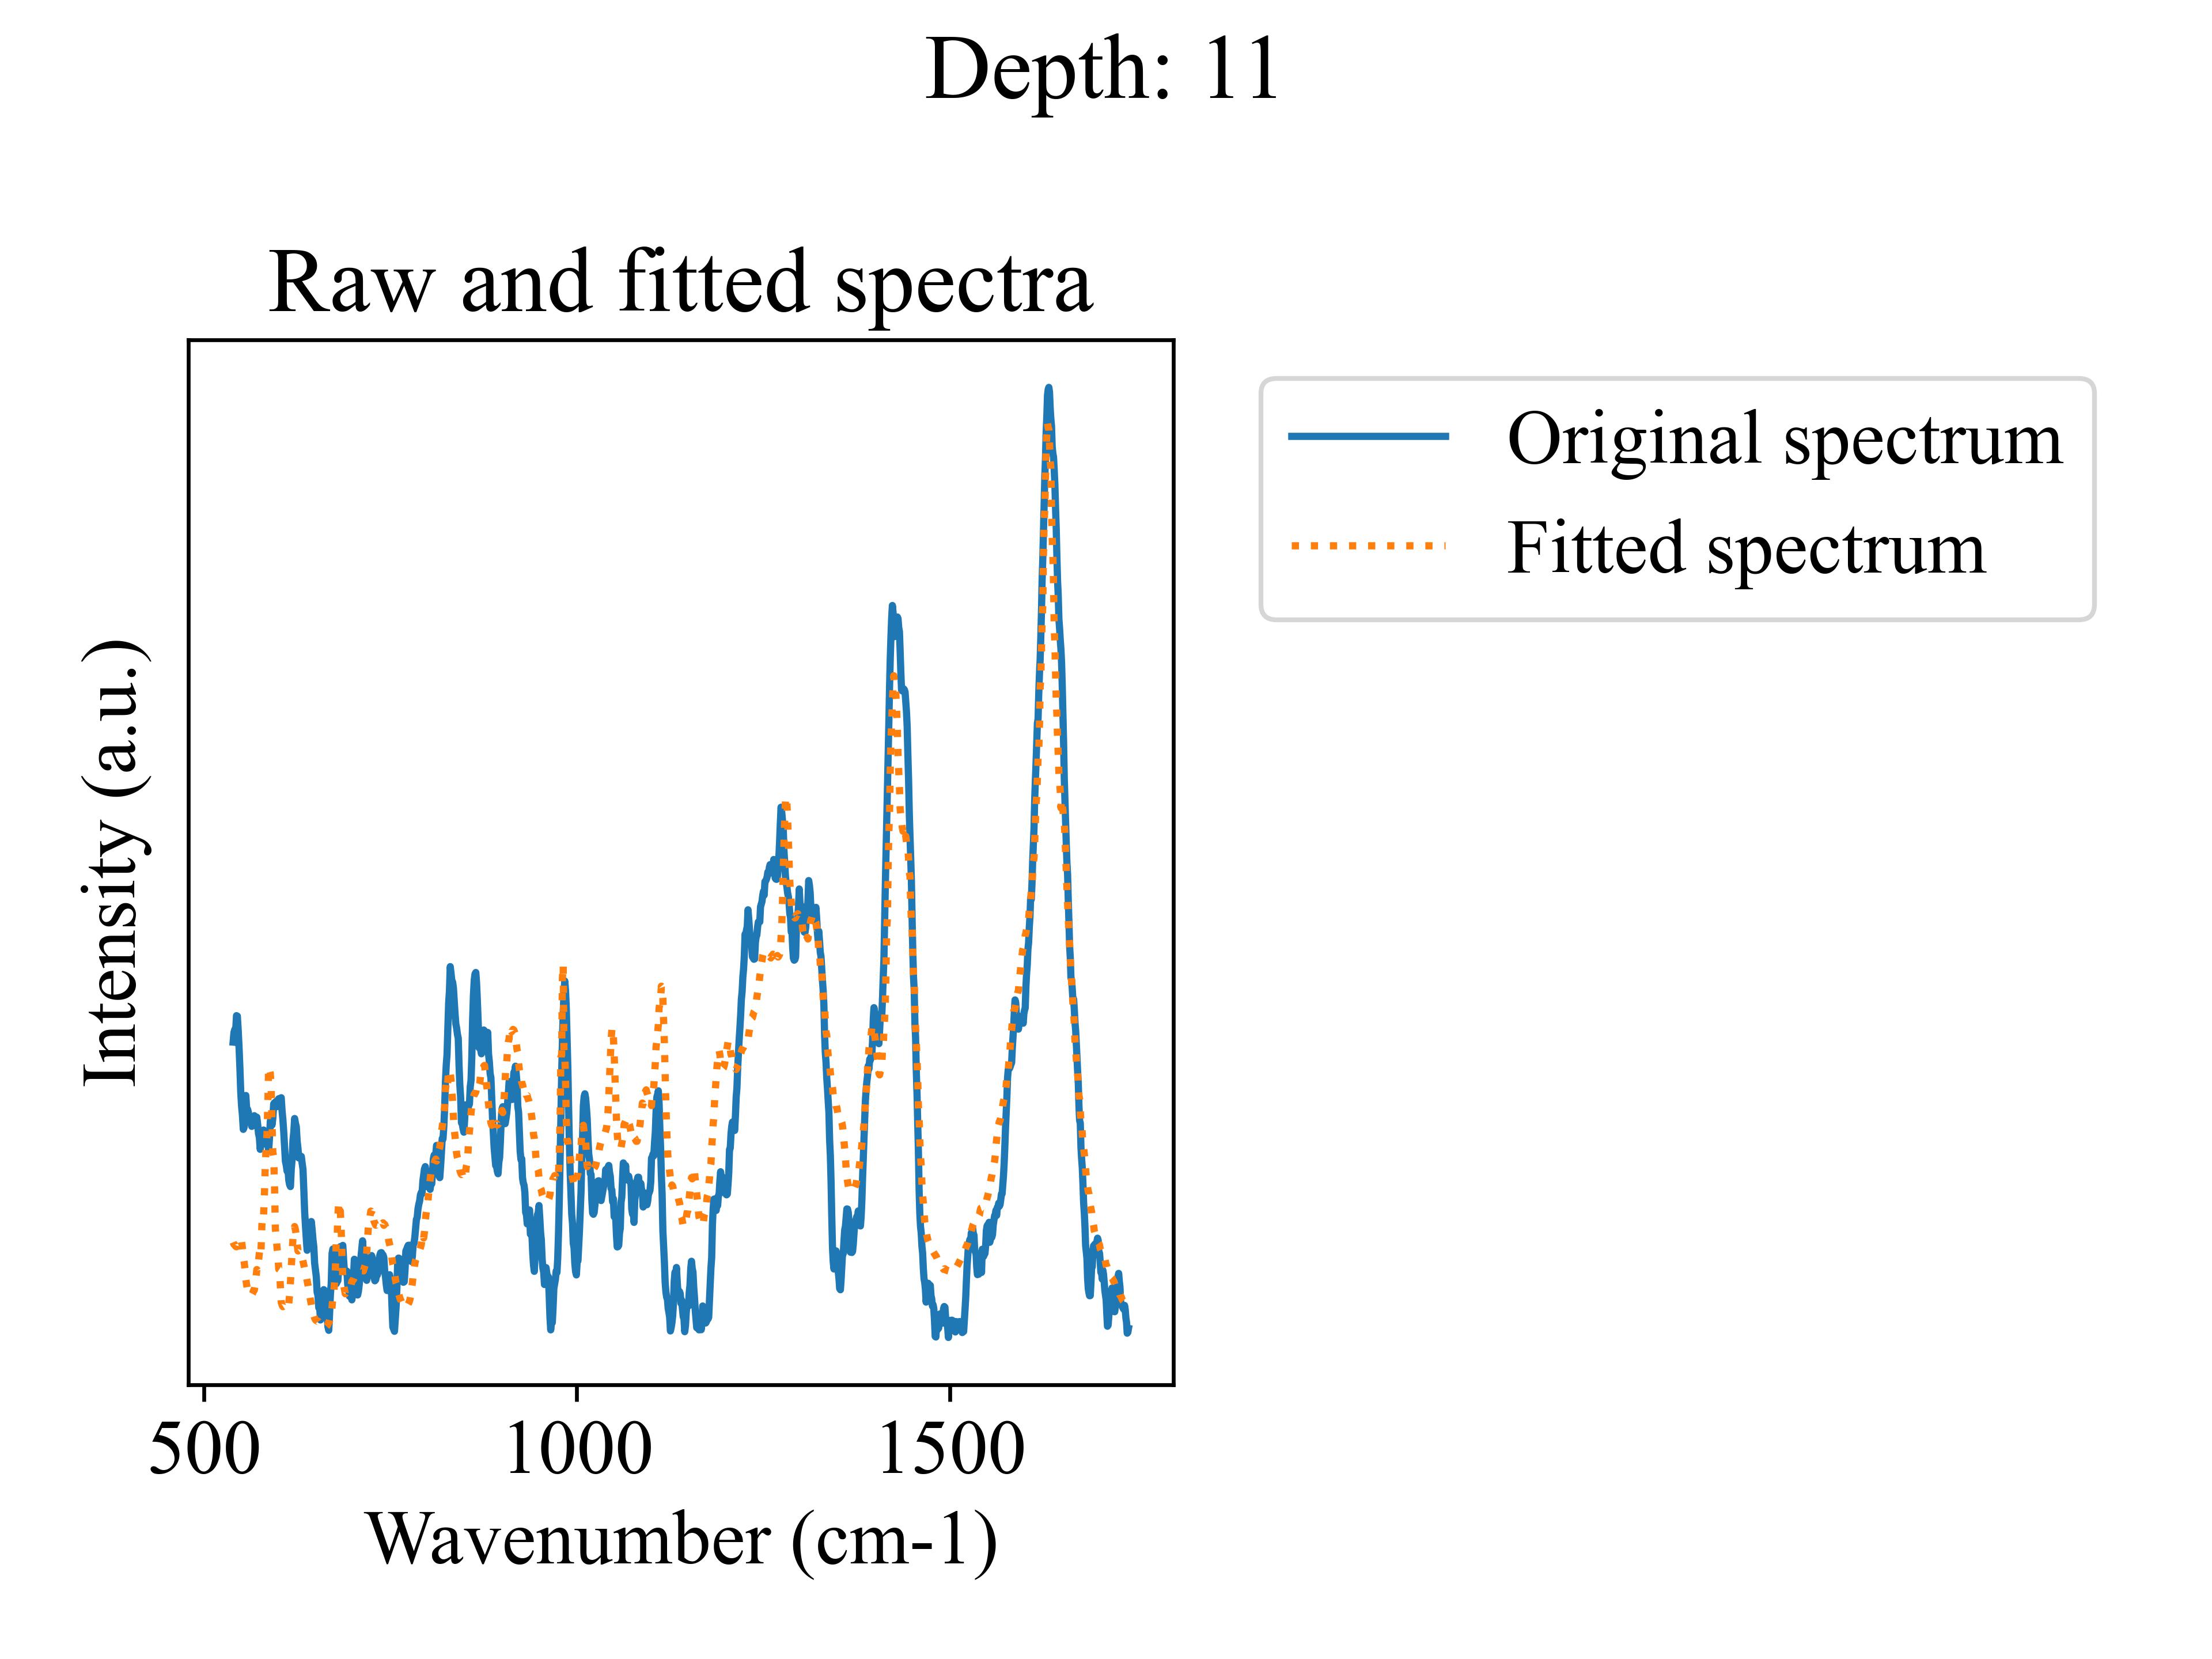 Depth: 11
Raw and fitted spectra
Original spectrum
Fitted spectrum
Intensity (a.u.)
500 1000 1500
Wavenumber (cm-1)